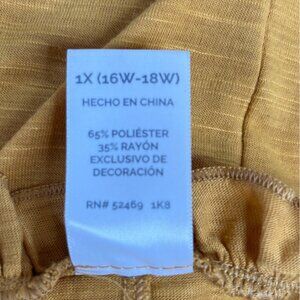 1X (16W-18W)
HECHO EN CHINA
65% POLIÉSTER
35% RAYÓN
EXCLUSIVO DE
DECORACIÓN
RN# 52469 1K8